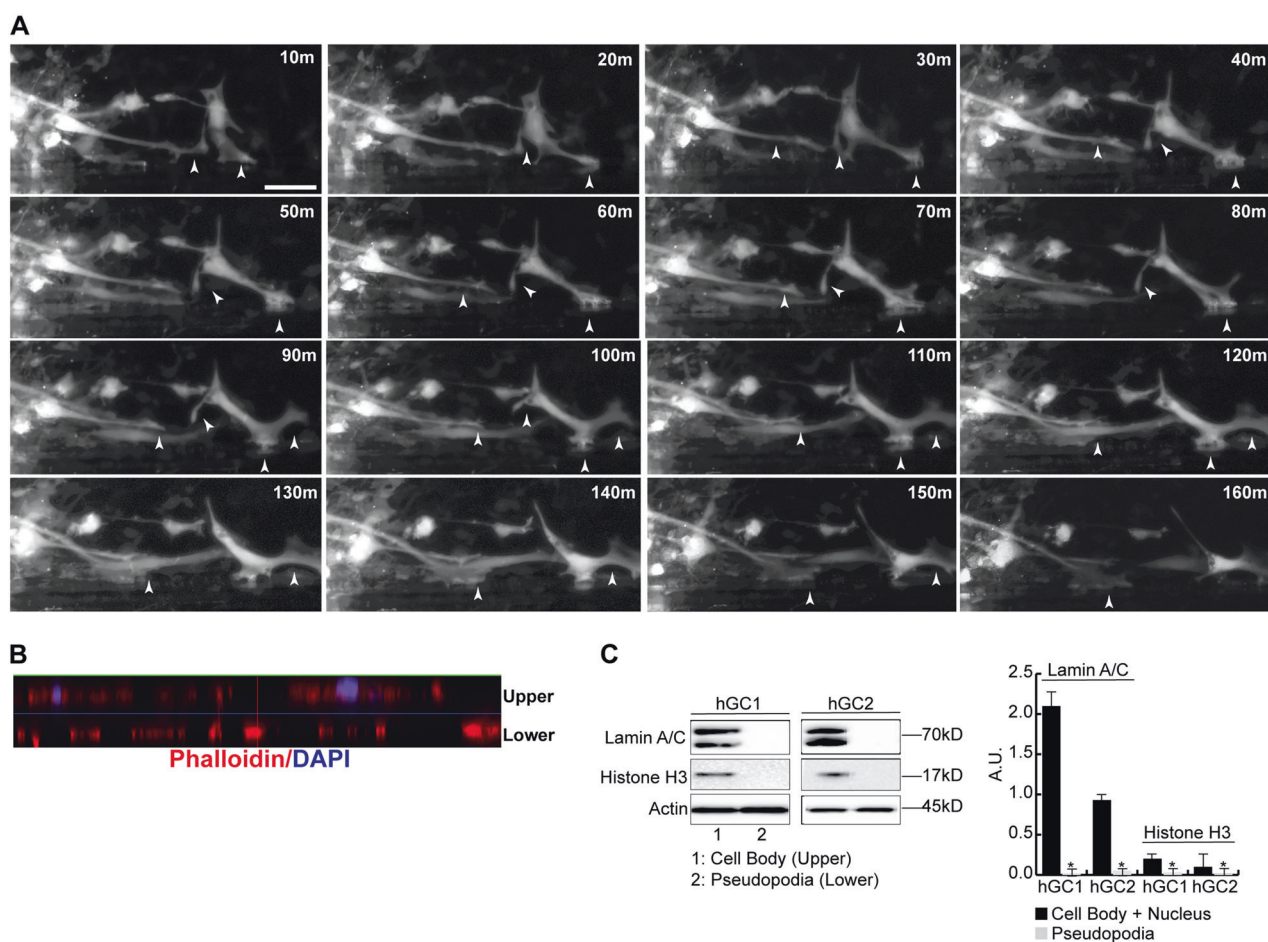 A
10m 20m 30m 40m
50m 60m 70m 80m
90m 100m 110m 120m
130m 140m 150m 160m
B
Upper
Lower
Phalloidin/DAPI
C
hGC1 hGC2
Lamin A/C 70kD
Histone H3 17kD
Actin 45kD
1 2
1: Cell Body (Upper)
2: Pseudopodia (Lower)
A.U.
2.5
2.0
1.5
1.0
0.5
0.0
Lamin A/C
Histone H3
* * * *
hGC1 hGC2 hGC1 hGC2
Cell Body + Nucleus
Pseudopodia